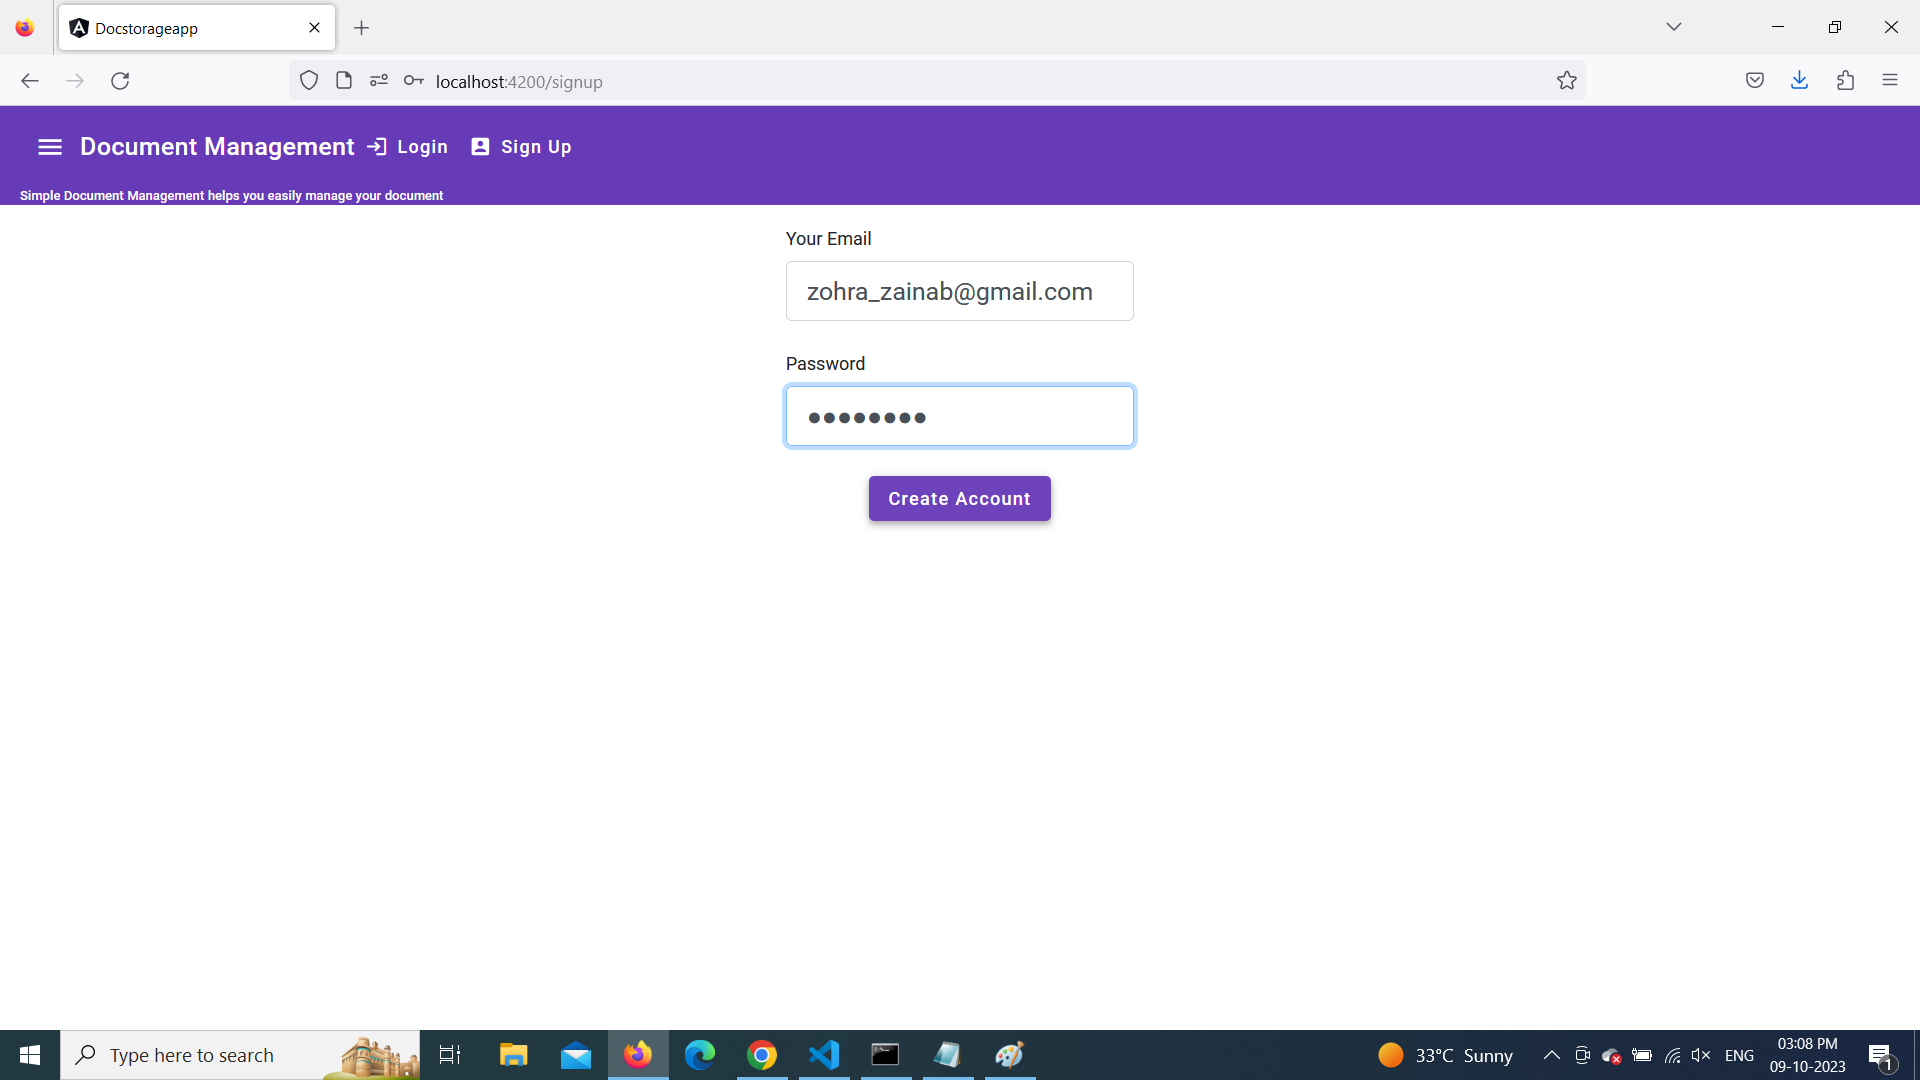 Docstorageapp
localhost:4200/signup
Document Management Login Sign Up
Simple Document Management helps you easily manage your document
Your Email
zohra_zainab@gmail.com
Password
Create Account
Type here to search
33°C Sunny
ENG
03:08 PM
09-10-2023
1